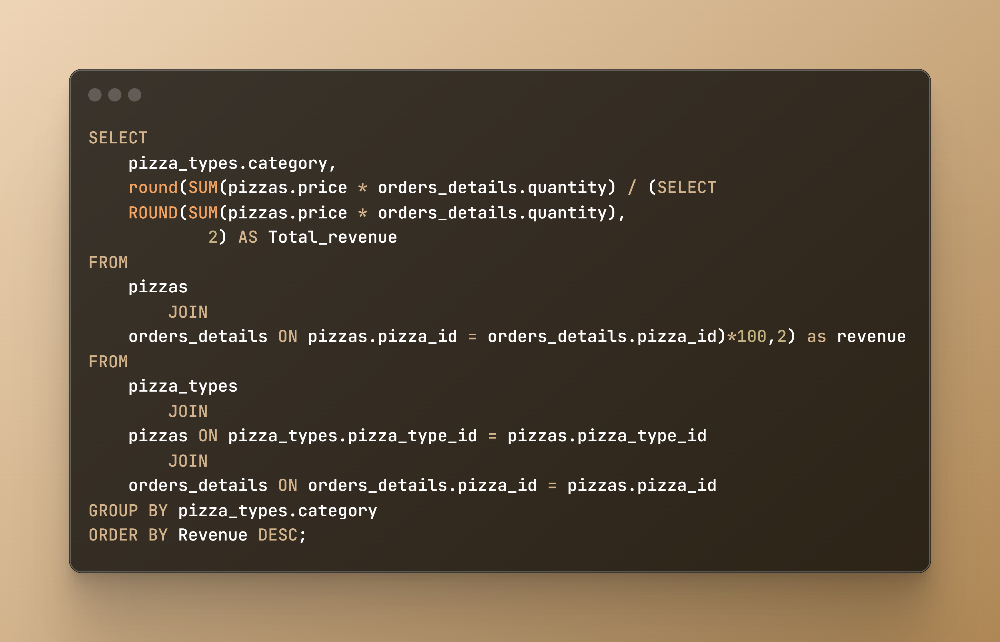 SELECT
    pizza_types.category,
    round(SUM(pizzas.price * orders_details.quantity) / (SELECT
    ROUND(SUM(pizzas.price * orders_details.quantity),
            2) AS Total_revenue
FROM
    pizzas
        JOIN
    orders_details ON pizzas.pizza_id = orders_details.pizza_id)*100,2) as revenue
FROM
    pizza_types
        JOIN
    pizzas ON pizza_types.pizza_type_id = pizzas.pizza_type_id
        JOIN
    orders_details ON orders_details.pizza_id = pizzas.pizza_id
GROUP BY pizza_types.category
ORDER BY Revenue DESC;